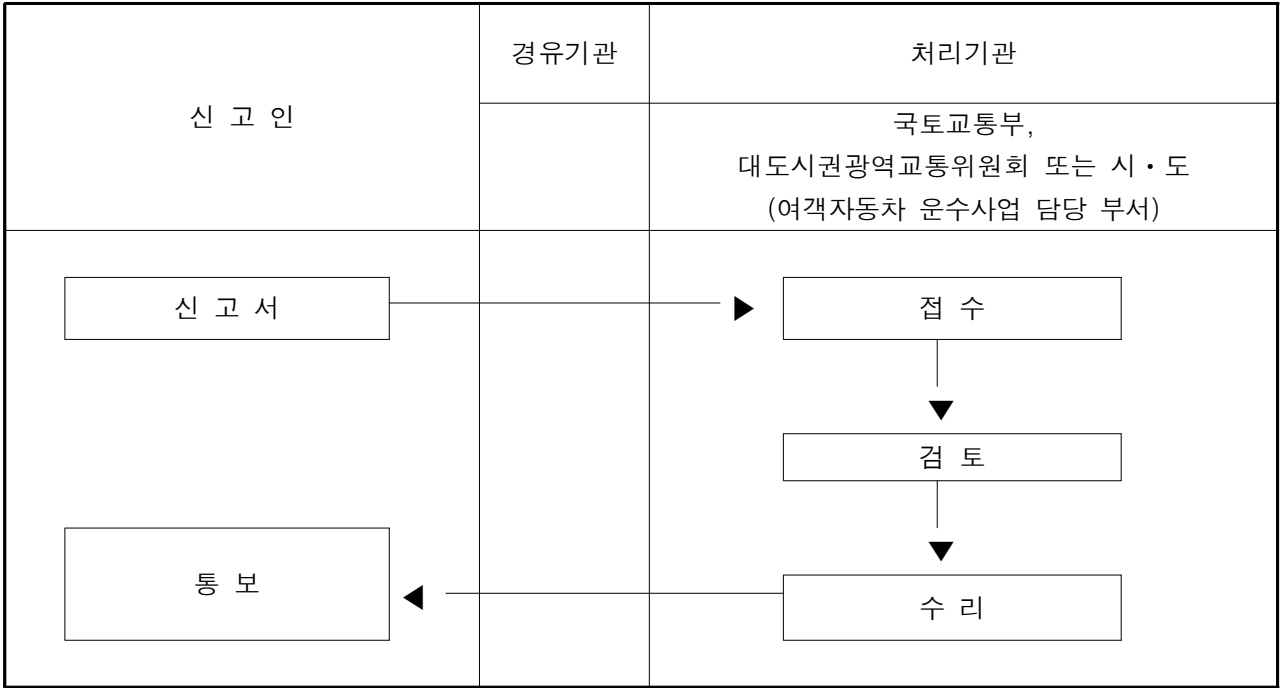 신 고 인
경유기관
처리기관
국토교통부,
대도시권광역교통위원회 또는 시·도
(여객자동차 운수사업 담당 부서)
신 고 서
접 수
검 토
통 보
수 리